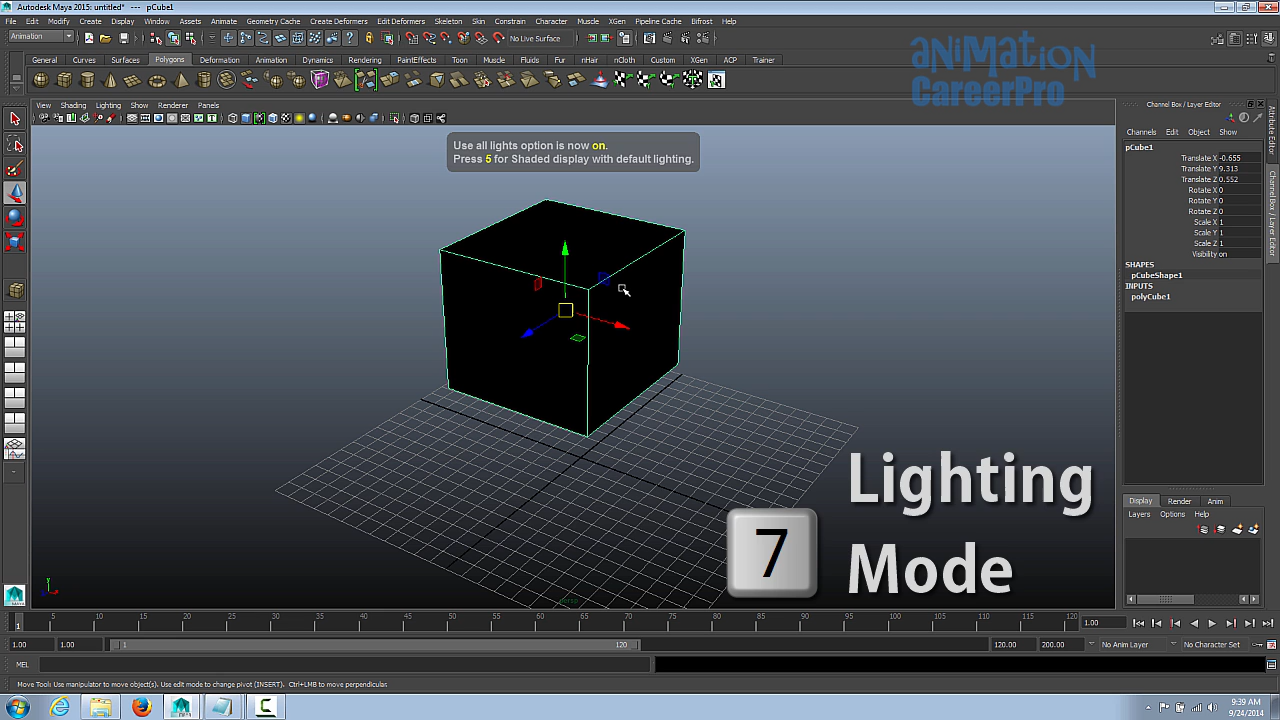 Autodesk Maya 2015: untitled* --- pCube1
Edit Modify Create Display Window Assets Animate Geometry Cache Create Deformers Edit Deformers Skeleton Skin Constrain Character Muscle XGen Pipeline Cache Bifrost Help
Animation
No Live Surface
aNiMatiON
CareerPro
General Curves Surfaces Polygons Deformation Animation Dynamics Rendering PaintEffects Toon Muscle Fluids Fur nHair nCloth Custom XGen ACP Trainer
View Shading Lighting Show Renderer Panels
Use all lights option is now on.
Press 5 for Shaded display with default lighting.
Channel Box / Layer Editor
Channels Edit Object Show
pCube1
Translate X -0.655
Translate Y 9.313
Translate Z 0.552
Rotate X 0
Rotate Y 0
Rotate Z 0
Scale X 1
Scale Y 1
Scale Z 1
Visibility on
SHAPES
pCubeShape1
INPUTS
polyCube1
Attribute Editor
Channel Box / Layer Editor
Lighting
7
Mode
Display Render Anim
Layers Options Help
persp
1 5 10 15 20 25 30 35 40 45 50 55 60 65 70 75 80 85 90 95 100 105 110 115 120 1.00
1.00 1.00 1 120 120.00 200.00 No Anim Layer No Character Set
MEL
Move Tool: Use manipulator to move object(s). Use edit mode to change pivot (INSERT). Ctrl+LMB to move perpendicular.
9:39 AM
9/24/2014